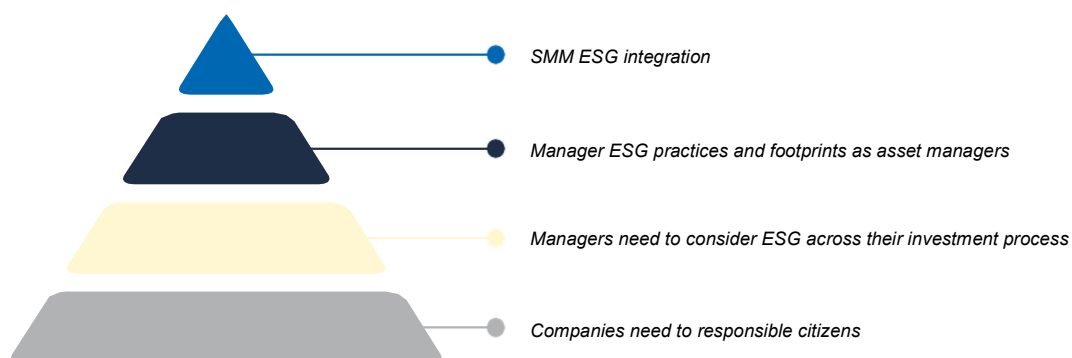 SMM ESG integration
Manager ESG practices and footprints as asset managers
Managers need to consider ESG across their investment process
Companies need to responsible citizens